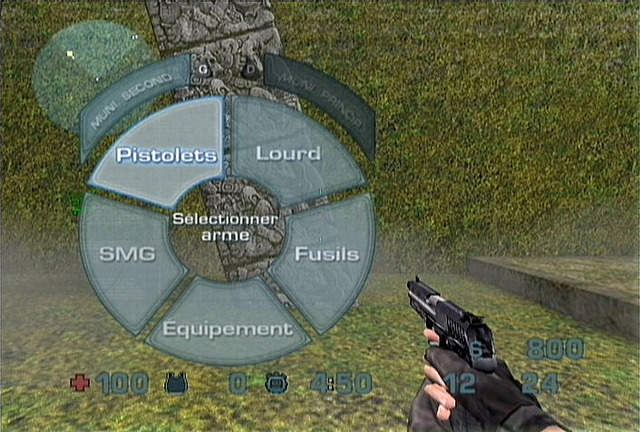 MUNI SECOND
G
D
MUNI PRINCIP
Pistolets
Lourd
Sélectionner
arme
SMG
Fusils
Equipement
$ 800
100 0 4:50 12 24